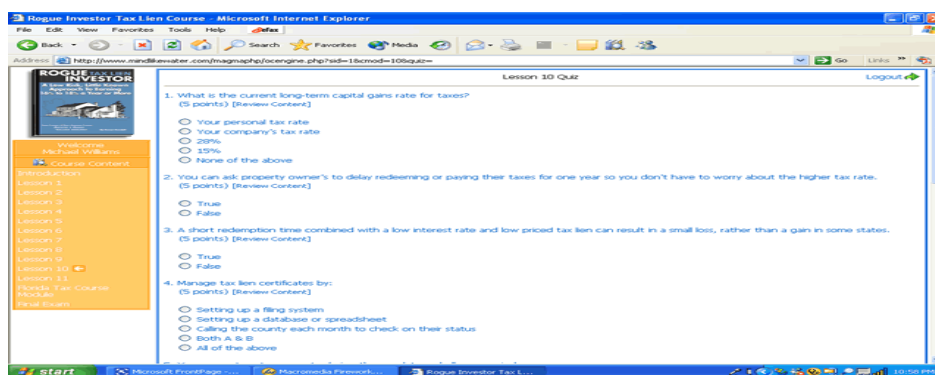 Rogue Investor Tax Lien Course - Microsoft Internet Explorer
File Edit View Favorites Tools Help eFax
Back Search Favorites Media
Address http://www.mindlikewater.com/magmaphp/ocengine.php?sid=18cmod=108quiz= Go Links »
ROGUE TAX LIEN
INVESTOR
A Low Risk, Little Known
Approach to Earning
Lesson 10 Quiz
Logout
Welcome
Michael Williams
Course Content
Introduction
Lesson 1
Lesson 2
Lesson 3
Lesson 4
Lesson 5
Lesson 6
Lesson 7
Lesson 8
Lesson 9
Lesson 10
Lesson 11
Florida Tax Course
Module
Final Exam
1. What is the current long-term capital gains rate for taxes?
(5 points) [Review Content]
Your personal tax rate
Your company's tax rate
28%
15%
None of the above
2. You can ask property owner's to delay redeeming or paying their taxes for one year so you don't have to worry about the higher tax rate.
(5 points) [Review Content]
True
False
3. A short redemption time combined with a low interest rate and low priced tax lien can result in a small loss, rather than a gain in some states.
(5 points) [Review Content]
True
False
4. Manage tax lien certificates by:
(5 points) [Review Content]
Setting up a filing system
Setting up a database or spreadsheet
Calling the county each month to check on their status
Both A & B
All of the above
start
Microsoft FrontPage - ...
Macromedia Firework...
Rogue Investor Tax L...
10:58 PM